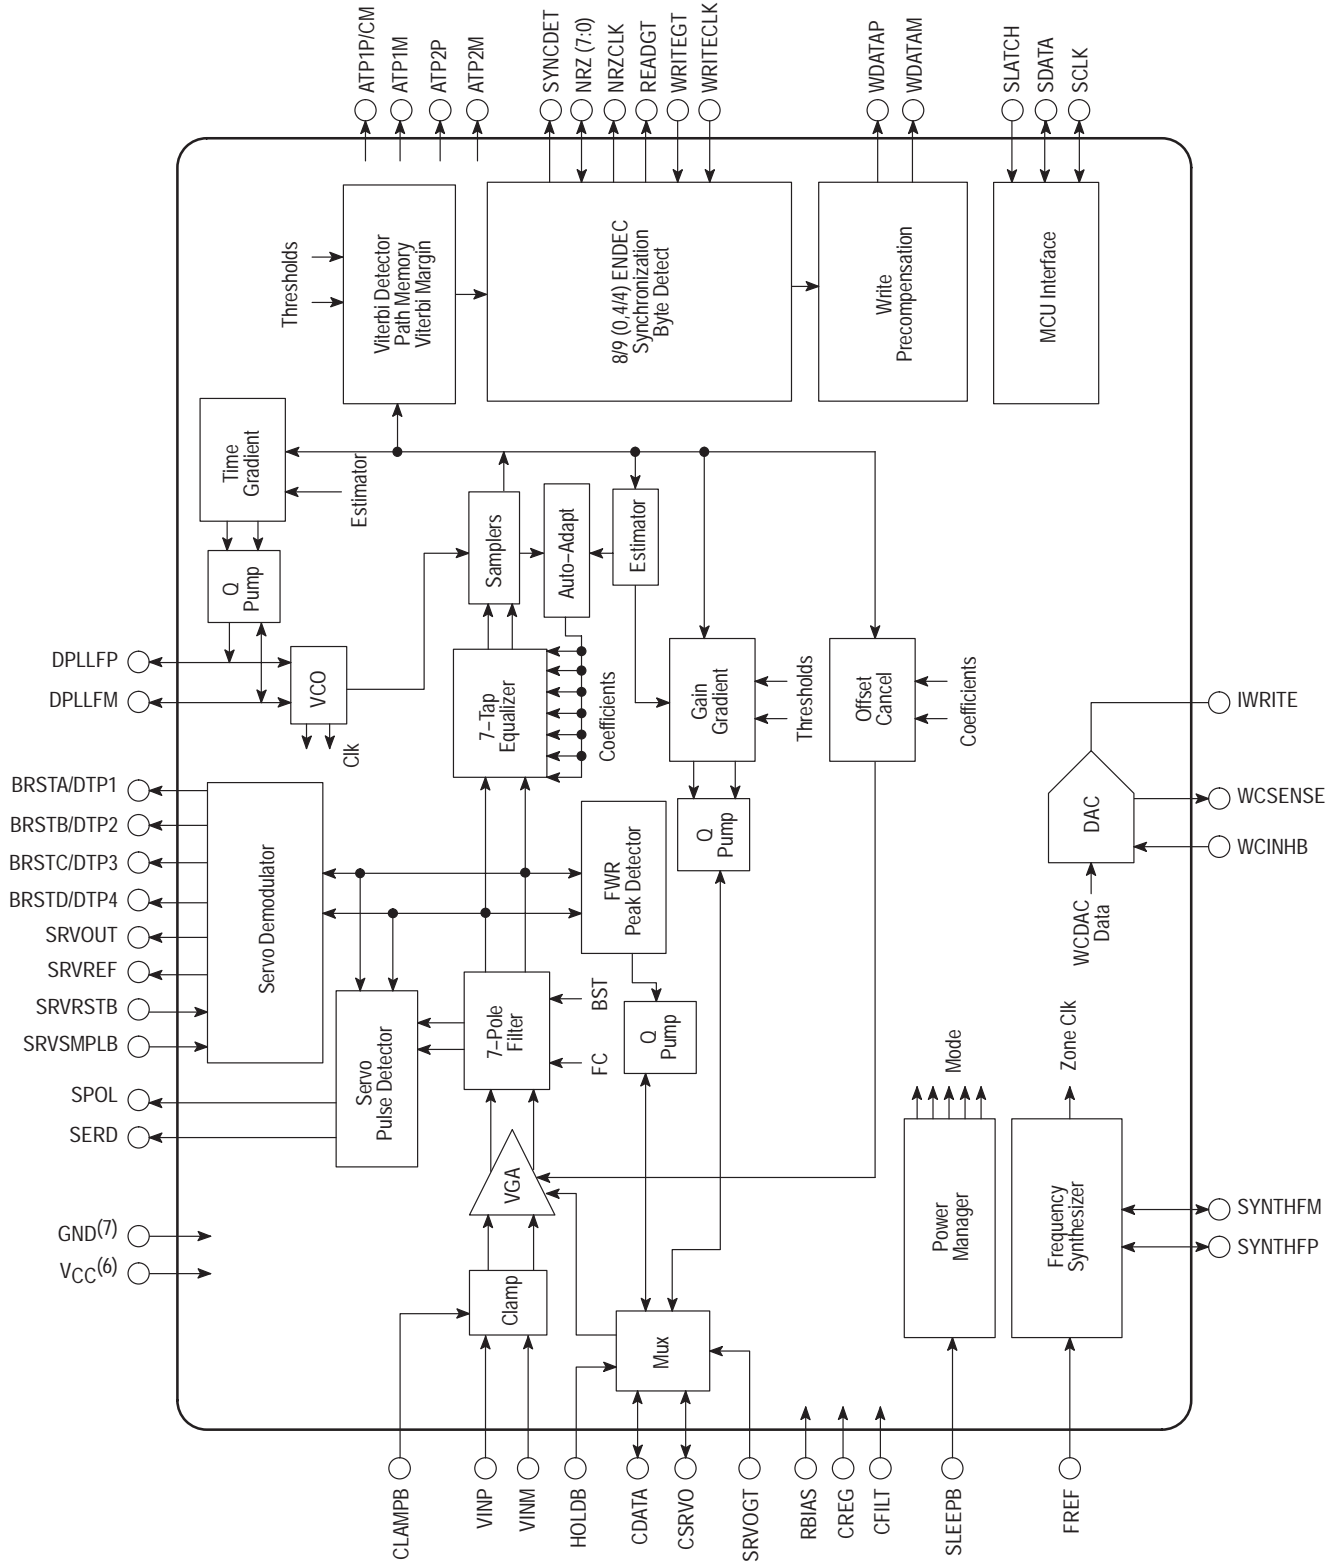 ATP1P/CM
ATP1M
ATP2P
ATP2M
SYNCDET
NRZ (7:0)
NRZCLK
READGT
WRITEGT
WRITECLK
WDATAP
WDATAM
SLATCH
SDATA
SCLK
Thresholds
Viterbi Detector
Path Memory
Viterbi Margin
8/9 (0,4/4) ENDEC
Synchronization
Byte Detect
Write
Precompensation
MCU Interface
Time
Gradient
Estimator
Q
Pump
Samplers
Auto–Adapt
Estimator
DPLLFP
DPLLFM
VCO
Clk
7–Tap
Equalizer
Coefficients
Gain
Gradient
Thresholds
Offset
Cancel
Coefficients
IWRITE
WCSENSE
WCINHB
DAC
WCDAC
Data
BRSTA/DTP1
BRSTB/DTP2
BRSTC/DTP3
BRSTD/DTP4
SRVOUT
SRVREF
SRVRSTB
SRVSMPLB
Servo Demodulator
FWR
Peak Detector
Q
Pump
SPOL
SERD
Servo
Pulse Detector
7–Pole
Filter
BST
FC
Q
Pump
Mode
Zone Clk
VGA
Power
Manager
Frequency
Synthesizer
SYNTHFM
SYNTHFP
GND(7)
VCC(6)
Clamp
Mux
CLAMPB
VINP
VINM
HOLDB
CDATA
CSRVO
SRVOGT
RBIAS
CREG
CFILT
SLEEPB
FREF